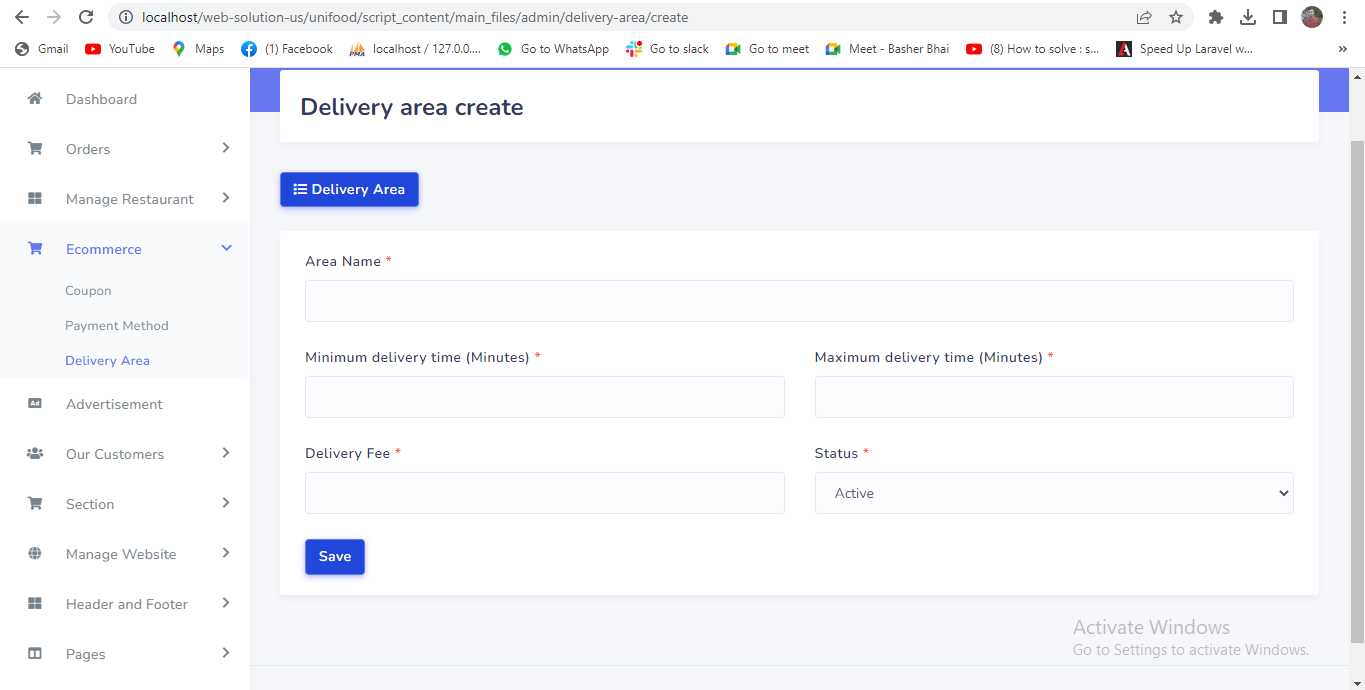 localhost/web-solution-us/unifood/script_content/main_files/admin/delivery-area/create
Gmail YouTube Maps (1) Facebook localhost / 127.0.0.... Go to WhatsApp Go to slack Go to meet Meet - Basher Bhai (8) How to solve : s... Speed Up Laravel w... »
Dashboard
Orders
Manage Restaurant
Ecommerce
Coupon
Payment Method
Delivery Area
Advertisement
Our Customers
Section
Manage Website
Header and Footer
Pages
Delivery area create
Delivery Area
Area Name *
Minimum delivery time (Minutes) * Maximum delivery time (Minutes) *
Delivery Fee * Status *
Active
Save
Activate Windows
Go to Settings to activate Windows.